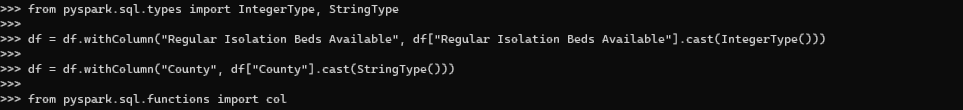 >>> from pyspark.sql.types import IntegerType, StringType
>>>
>>> df = df.withColumn("Regular Isolation Beds Available", df["Regular Isolation Beds Available"].cast(IntegerType()))
>>>
>>> df = df.withColumn("County", df["County"].cast(StringType()))
>>>
>>> from pyspark.sql.functions import col